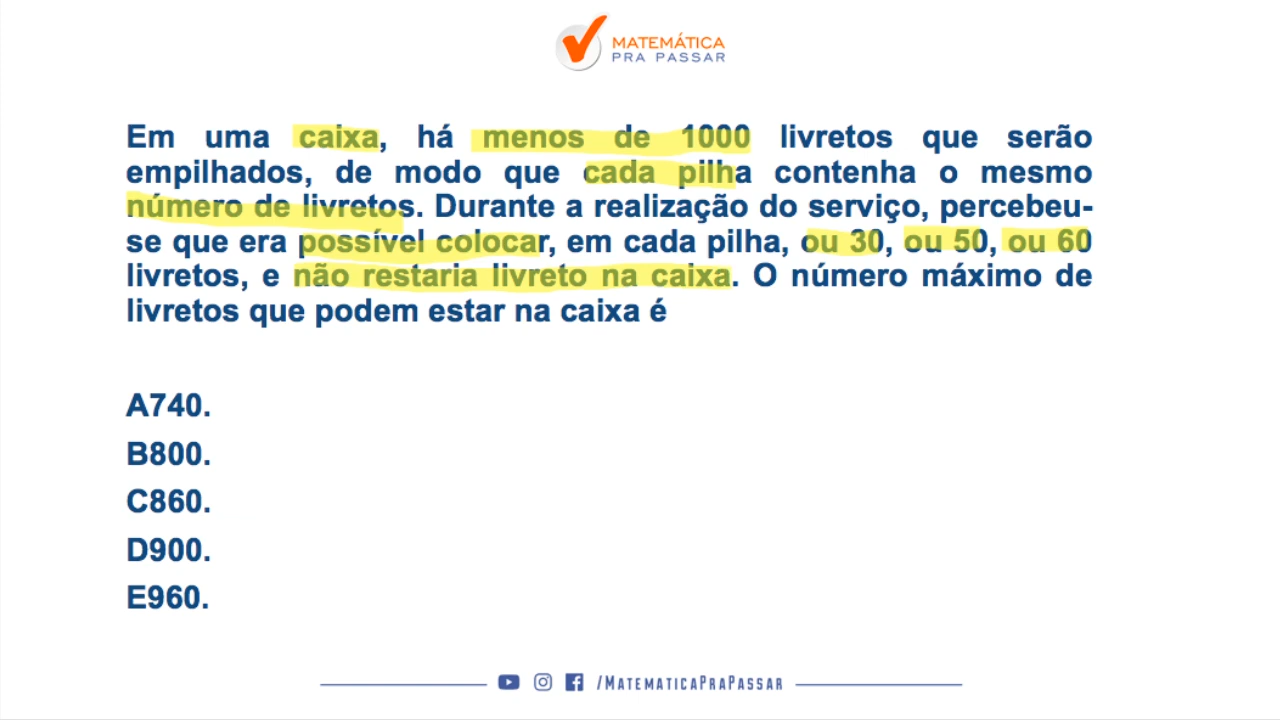 MATEMÁTICA
PRA PASSAR
Em uma caixa, há menos de 1000 livretos que serão
empilhados, de modo que cada pilha contenha o mesmo
número de livretos. Durante a realização do serviço, percebeu-
se que era possível colocar, em cada pilha, ou 30, ou 50, ou 60
livretos, e não restaria livreto na caixa. O número máximo de
livretos que podem estar na caixa é
A740.
B800.
C860.
D900.
E960.
/MATEMATICAPRAPASSAR